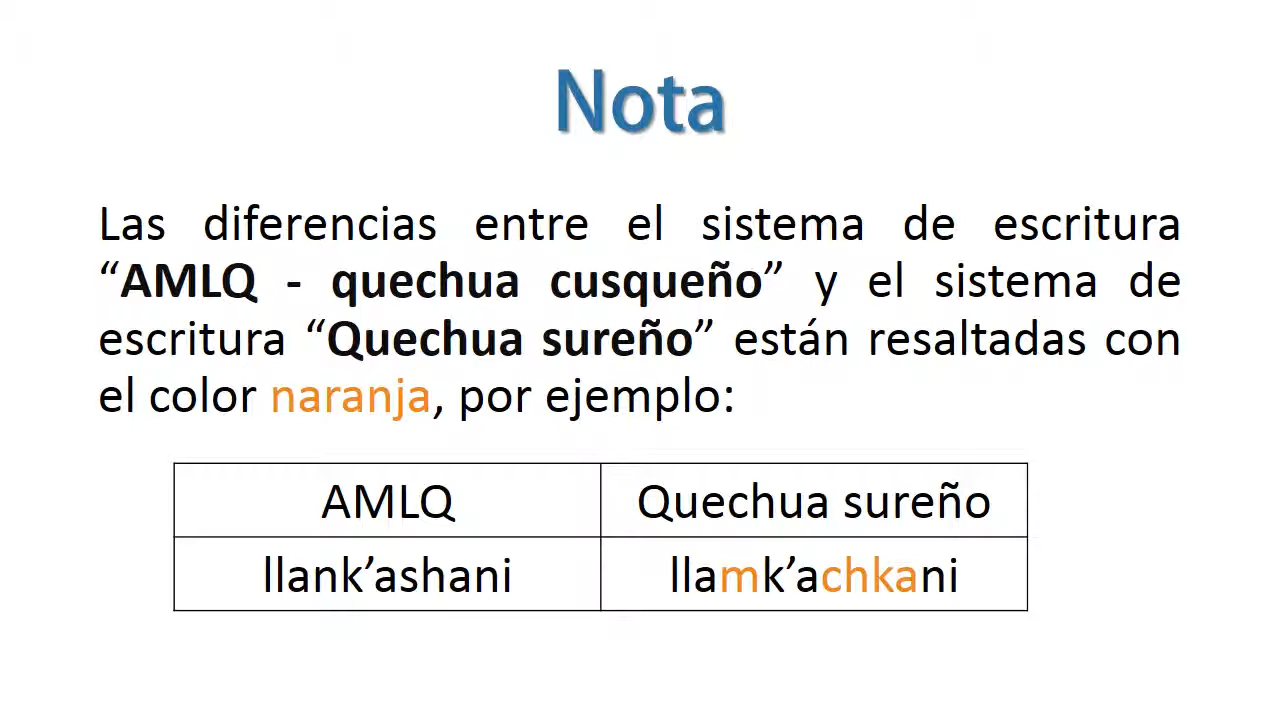 Nota
Las diferencias entre el sistema de escritura
“AMLQ - quechua cusqueño” y el sistema de
escritura “Quechua sureño” están resaltadas con
el color naranja, por ejemplo:
AMLQ Quechua sureño
llank’ashani llamk’achkani